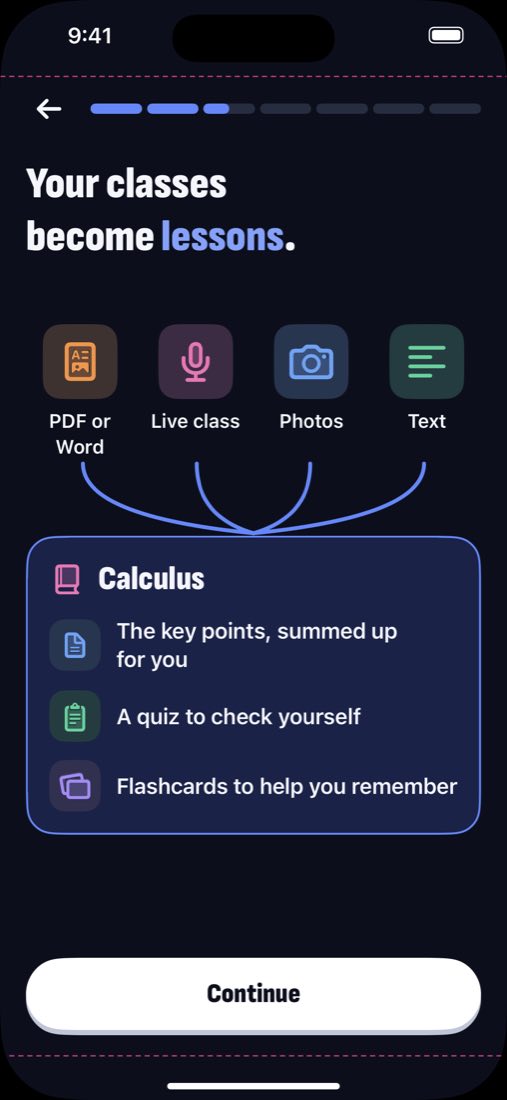 9:41
Your classes
become lessons.
PDF or
Word
Live class
Photos
Text
Calculus
The key points, summed up
for you
A quiz to check yourself
Flashcards to help you remember
Continue